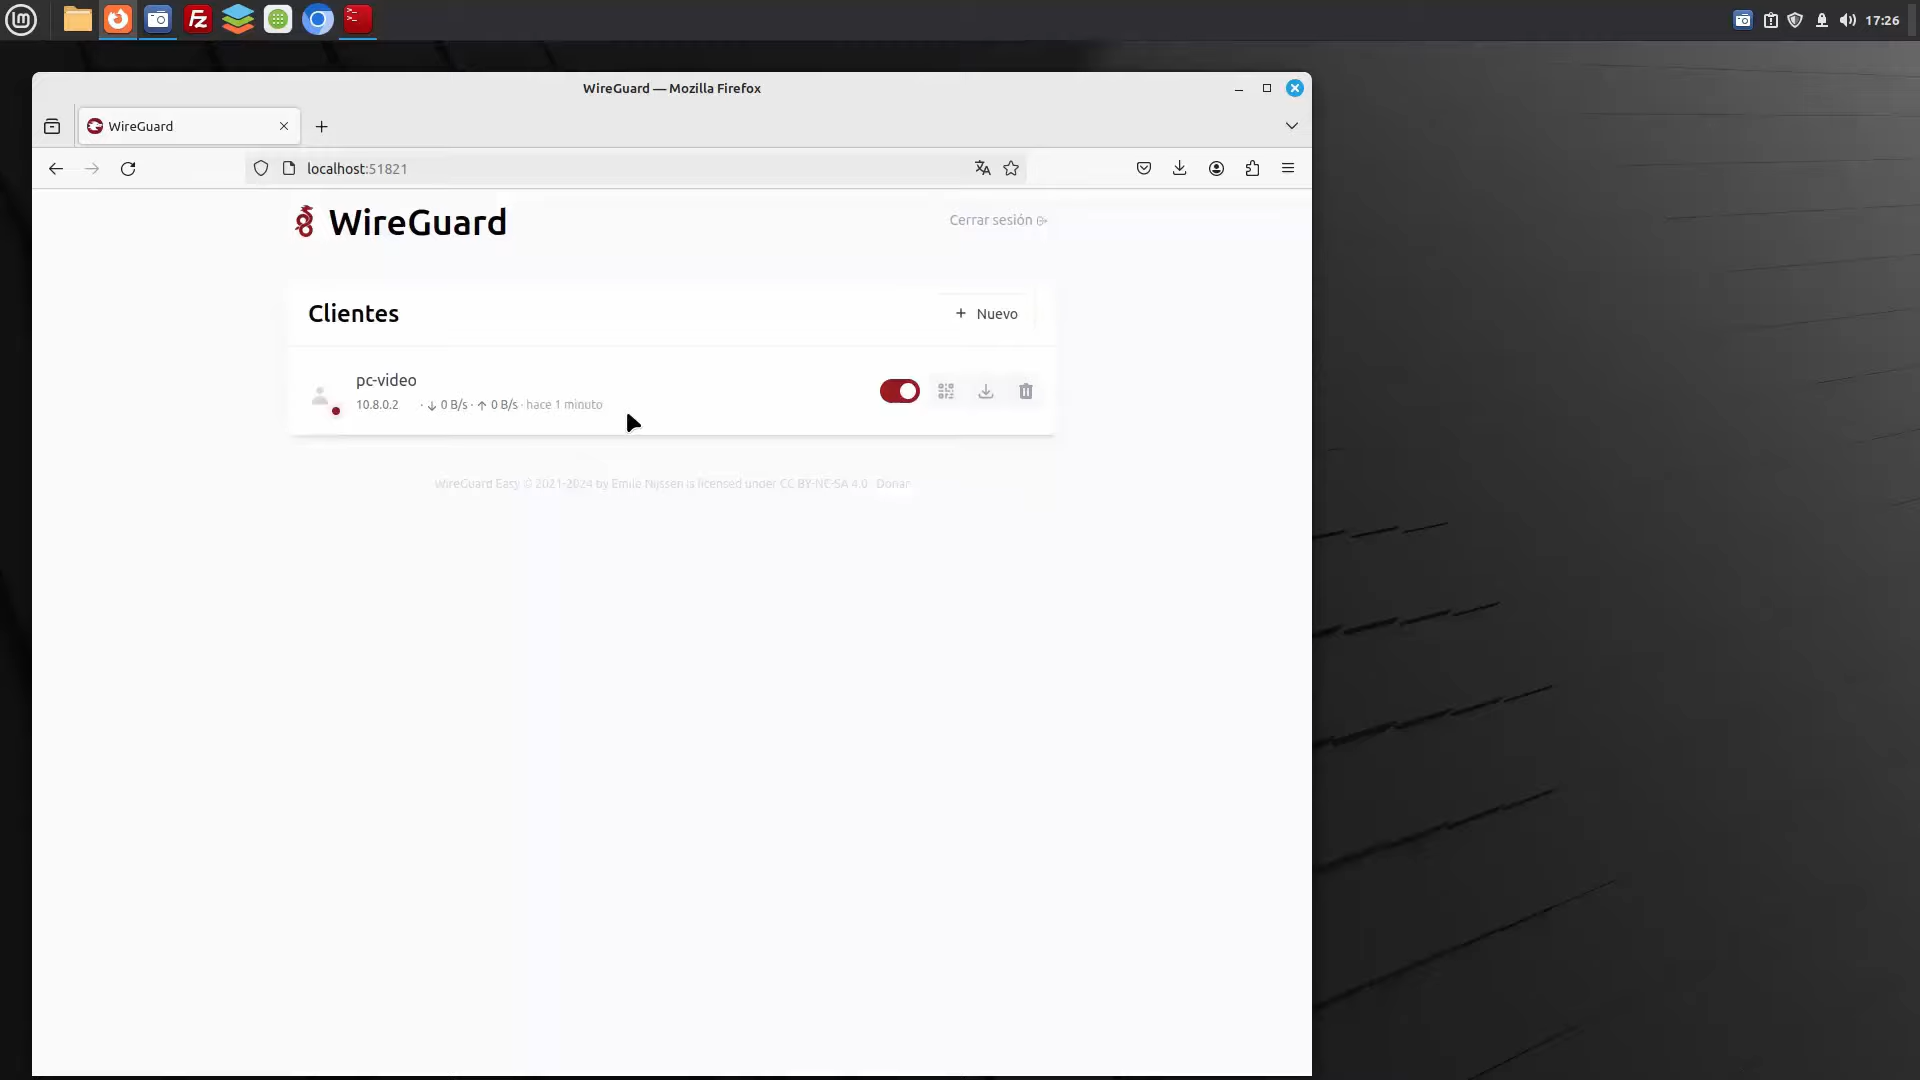 17:26
WireGuard — Mozilla Firefox
WireGuard
localhost:51821
WireGuard
Cerrar sesión
Clientes
+ Nuevo
pc-video
10.8.0.2 · ↓ 0 B/s · ↑ 0 B/s · hace 1 minuto
WireGuard Easy © 2021-2024 by Emile Nijssen is licensed under CC BY-NC-SA 4.0 · Donar